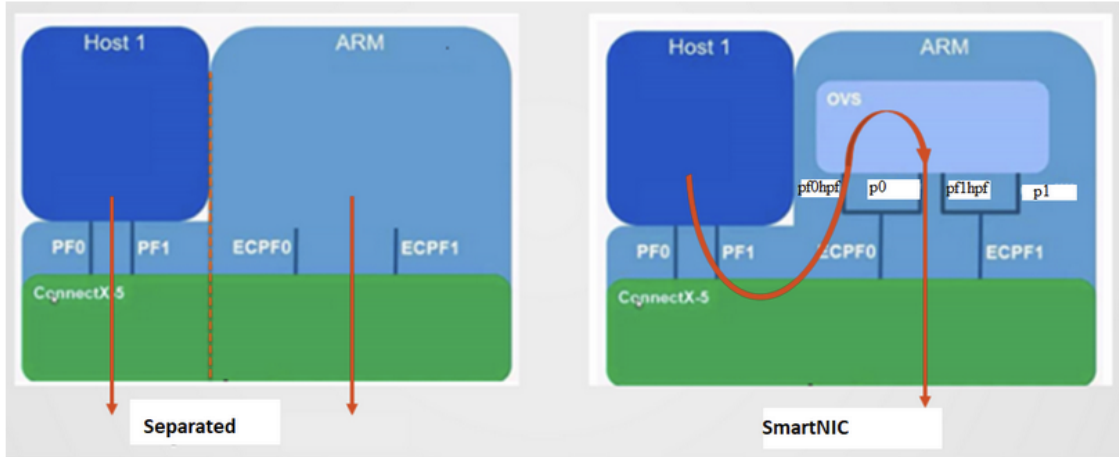 Host 1
ARM
PF0
PF1
ECPF0
ECPF1
ConnectX-5
Separated
Host 1
ARM
OVS
pf0hpf
p0
pf1hpf
p1
PF0
PF1
ECPF0
ECPF1
ConnectX-5
SmartNIC